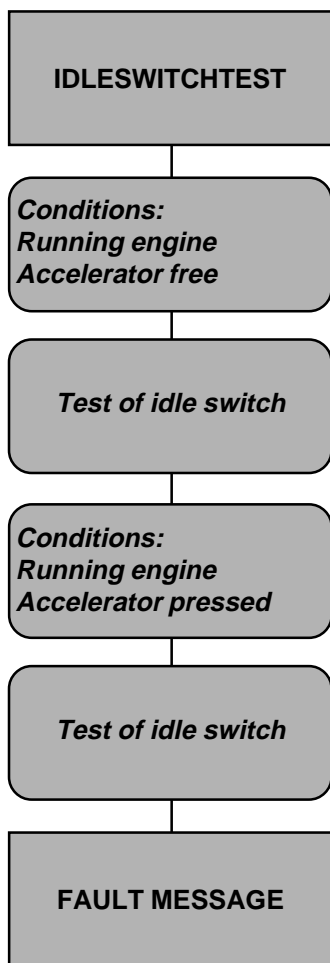 IDLESWITCHTEST
Conditions:
Running engine
Accelerator free
Test of idle switch
Conditions:
Running engine
Accelerator pressed
Test of idle switch
FAULT MESSAGE